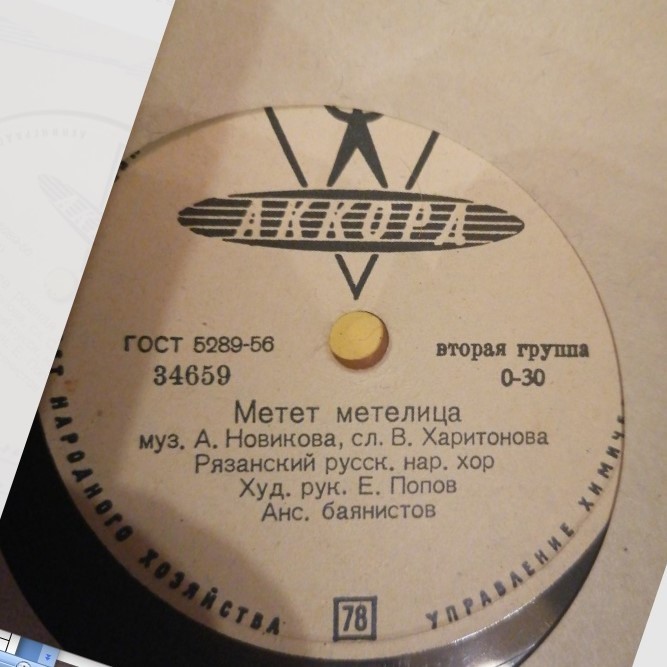 АККОРД
ГОСТ 5289-56
вторая группа
34659
0-30
Метет метелица
муз. А. Новикова, сл. В. Харитонова
Рязанский русск. нар. хор
Худ. рук. Е. Попов
Анс. баянистов
НАРОДНОГО ХОЗЯЙСТВА
78
УПРАВЛЕНИЕ